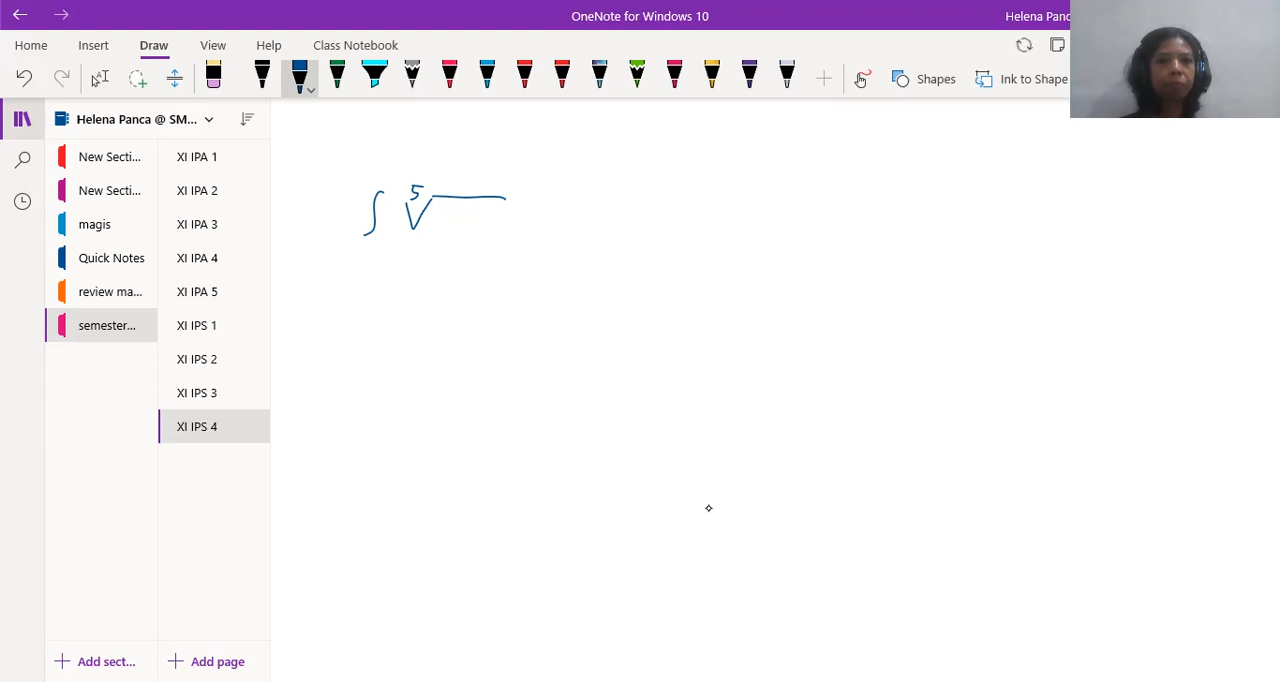 OneNote for Windows 10
Helena Panc
Home Insert Draw View Help Class Notebook
Shapes
Ink to Shape
Helena Panca @ SM...
New Secti...
New Secti...
magis
Quick Notes
review ma...
semester...
XI IPA 1
XI IPA 2
XI IPA 3
XI IPA 4
XI IPA 5
XI IPS 1
XI IPS 2
XI IPS 3
XI IPS 4
∫ ⁵√
Add sect...
Add page